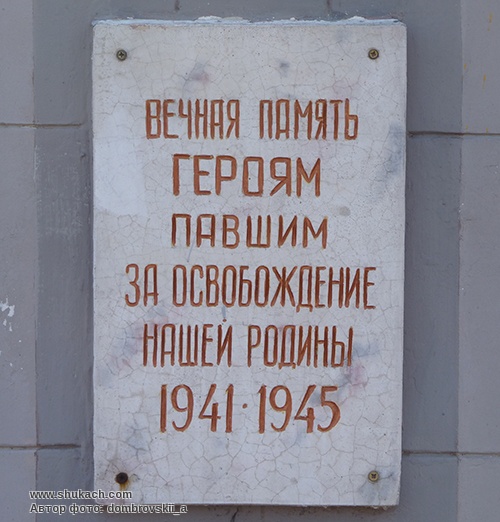 ВЕЧНАЯ ПАМЯТЬ
ГЕРОЯМ
ПАВШИМ
ЗА ОСВОБОЖДЕНИЕ
НАШЕЙ РОДИНЫ
1941·1945
www.shukach.com
Автор фото: dombrovskii_a